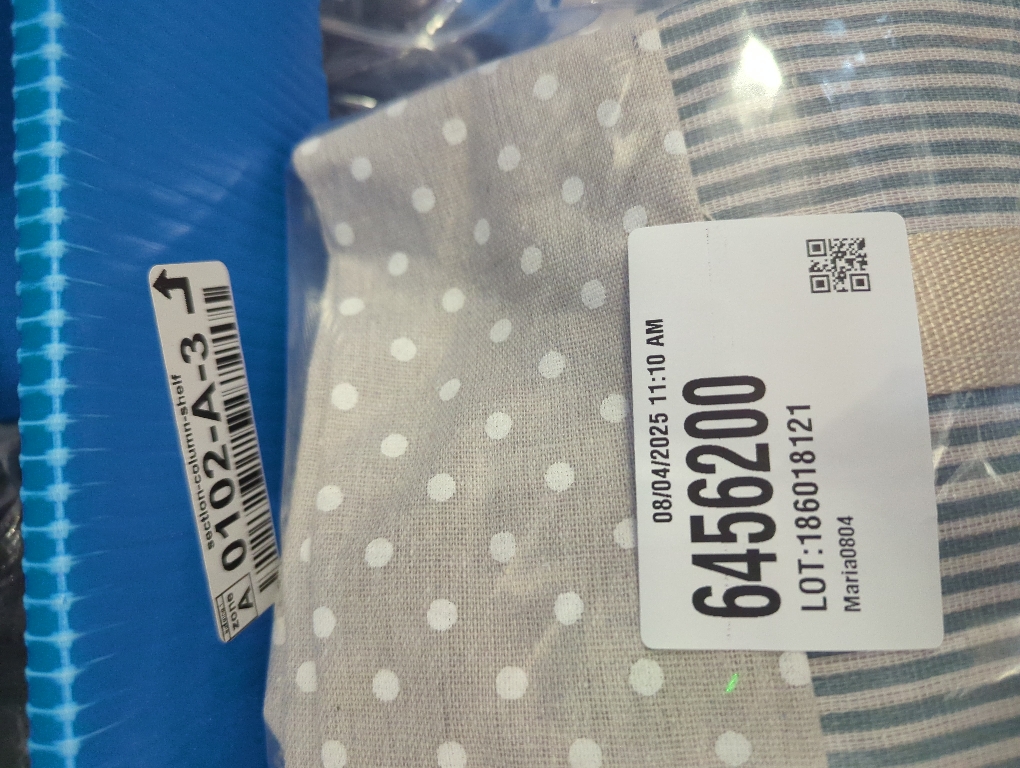 section-column-shelf
zone
A
0102-A-3
08/04/2025 11:10 AM
6456200
LOT:186018121
Maria0804